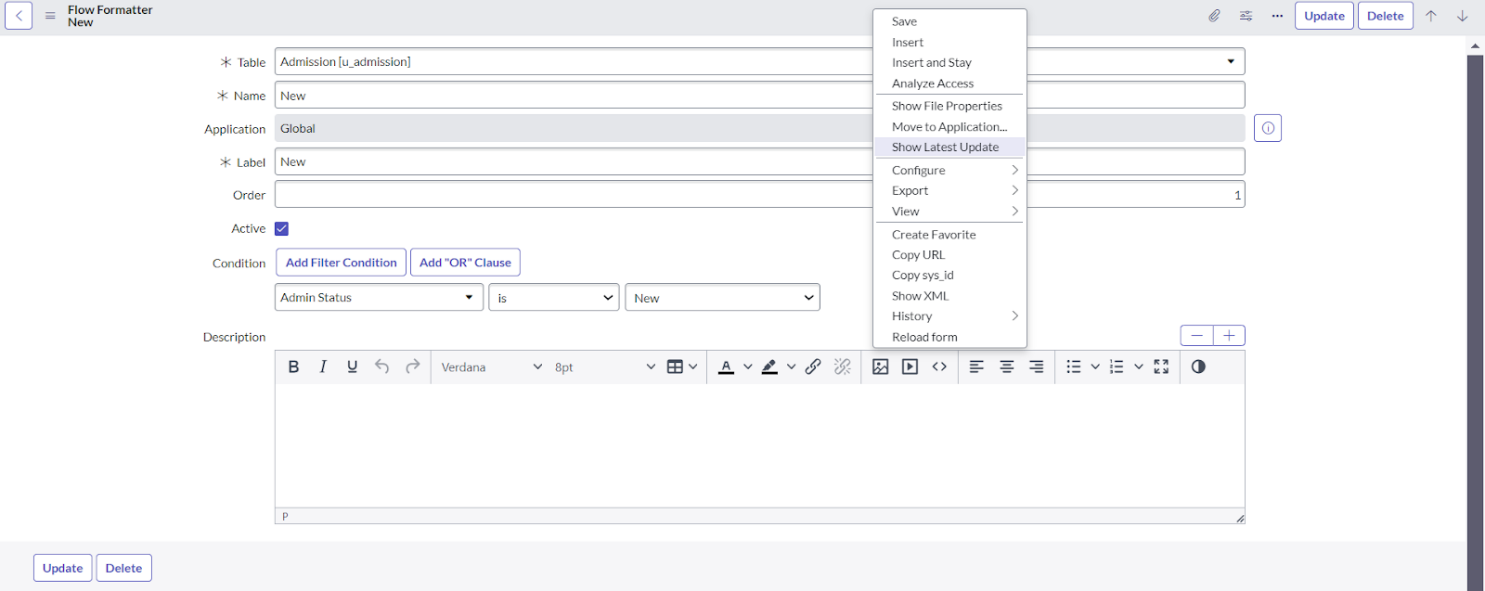 Flow Formatter
New
Update
Delete
Table
Admission [u_admission]
Name
New
Application
Global
Label
New
Order
1
Active
Condition
Add Filter Condition
Add "OR" Clause
Admin Status
is
New
Description
Save
Insert
Insert and Stay
Analyze Access
Show File Properties
Move to Application...
Show Latest Update
Configure
Export
View
Create Favorite
Copy URL
Copy sys_id
Show XML
History
Reload form
B I U
Verdana
8pt
A
P
Update
Delete